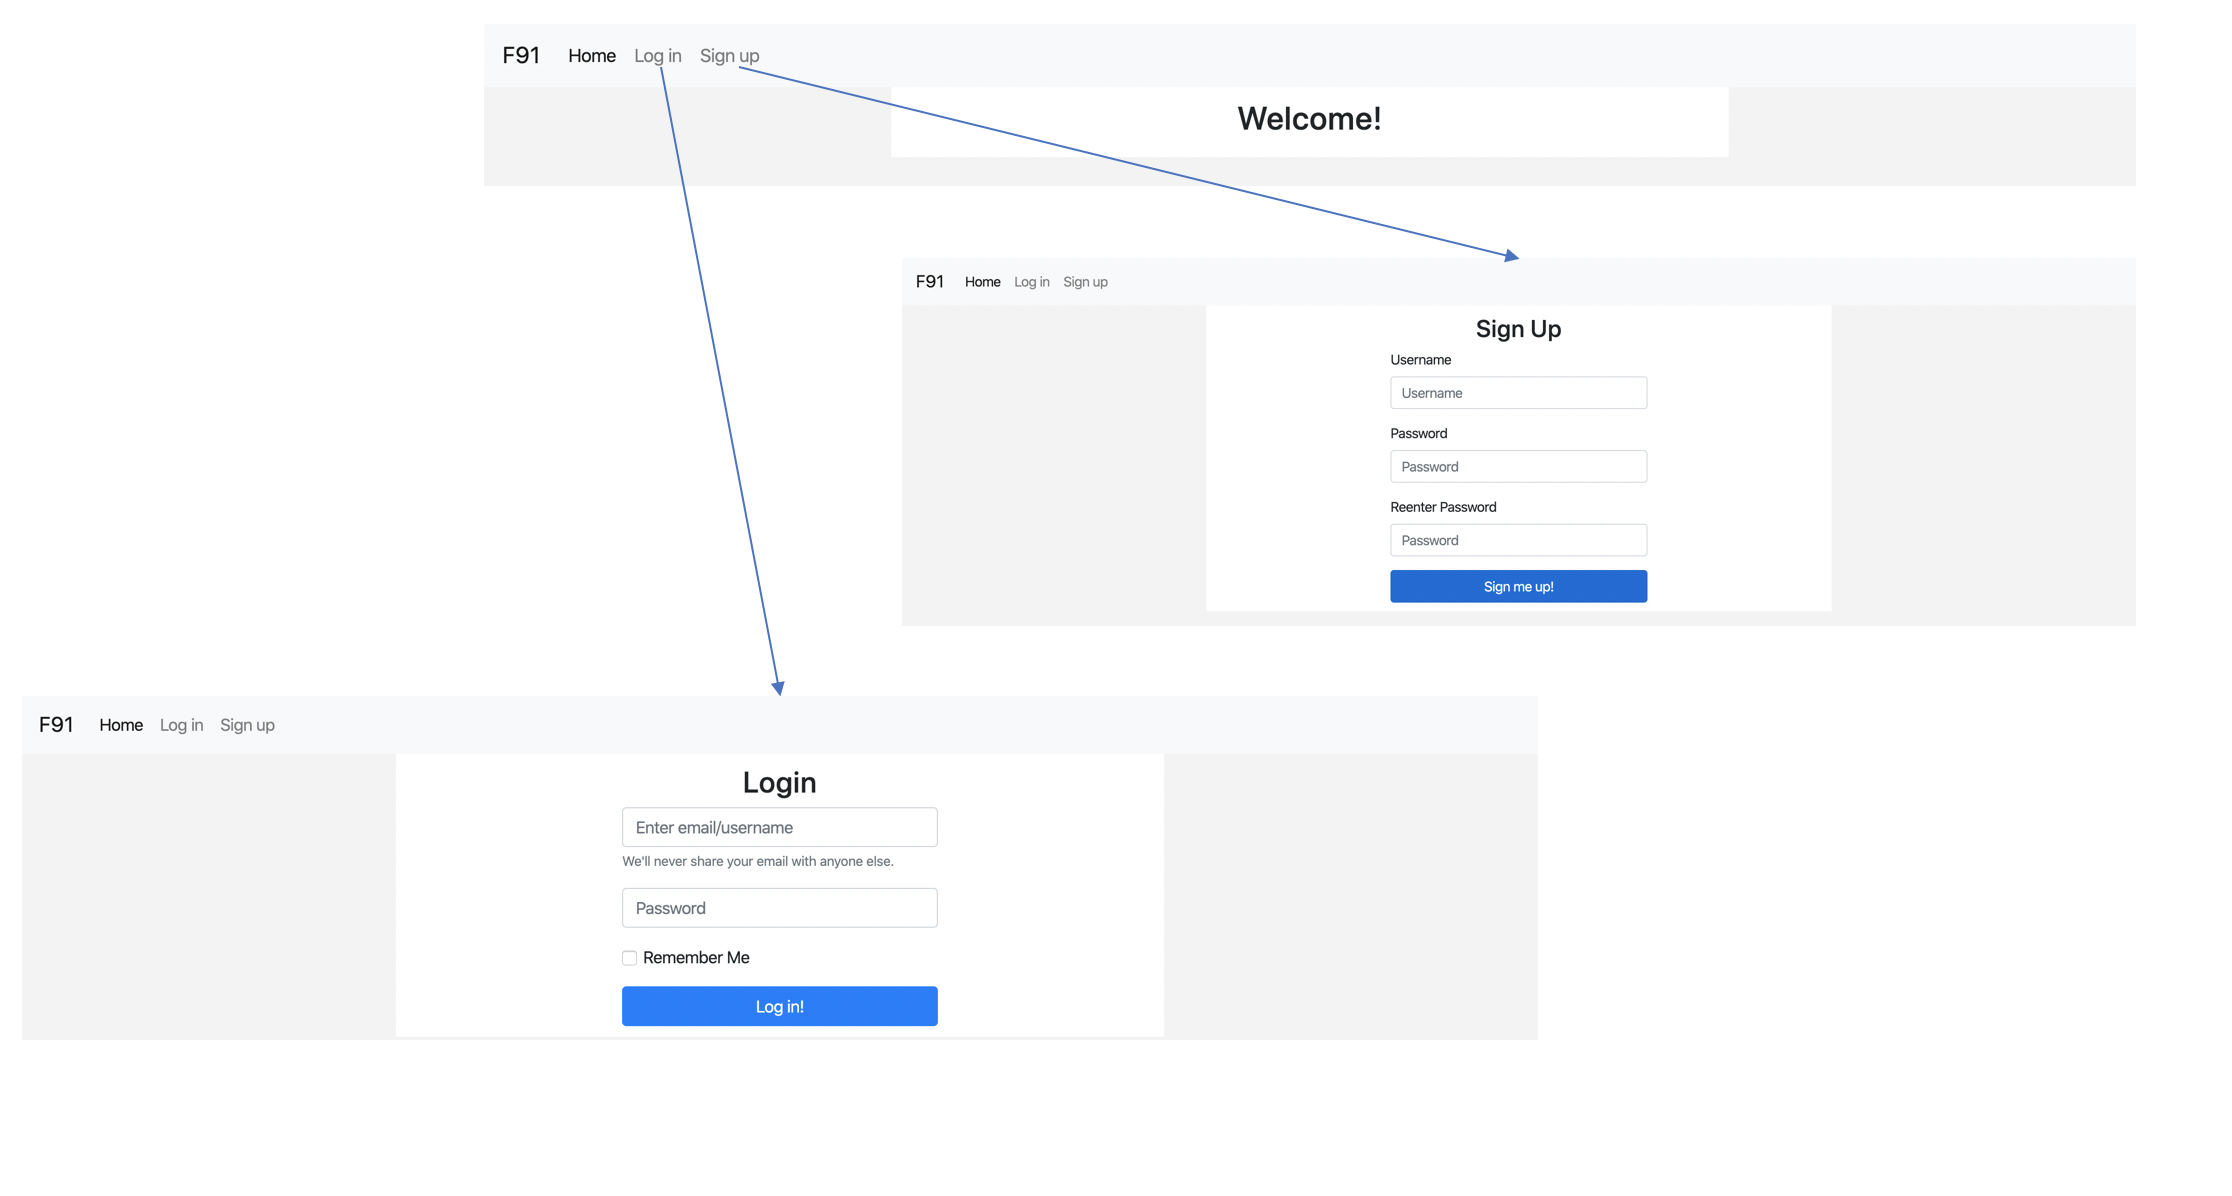 F91 Home Log in Sign up
Welcome!
F91 Home Log in Sign up
Sign Up
Username
Username
Password
Password
Reenter Password
Password
Sign me up!
F91 Home Log in Sign up
Login
Enter email/username
We'll never share your email with anyone else.
Password
Remember Me
Log in!